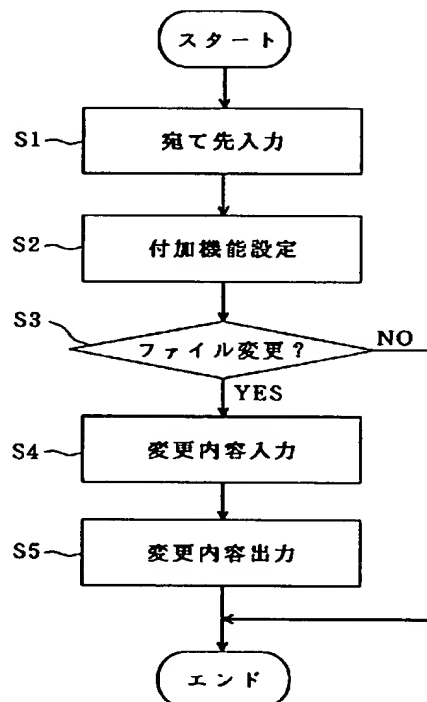 スタート
S1
宛て先入力
S2
付加機能設定
S3
ファイル変更？
NO
YES
S4
変更内容入力
S5
変更内容出力
エンド